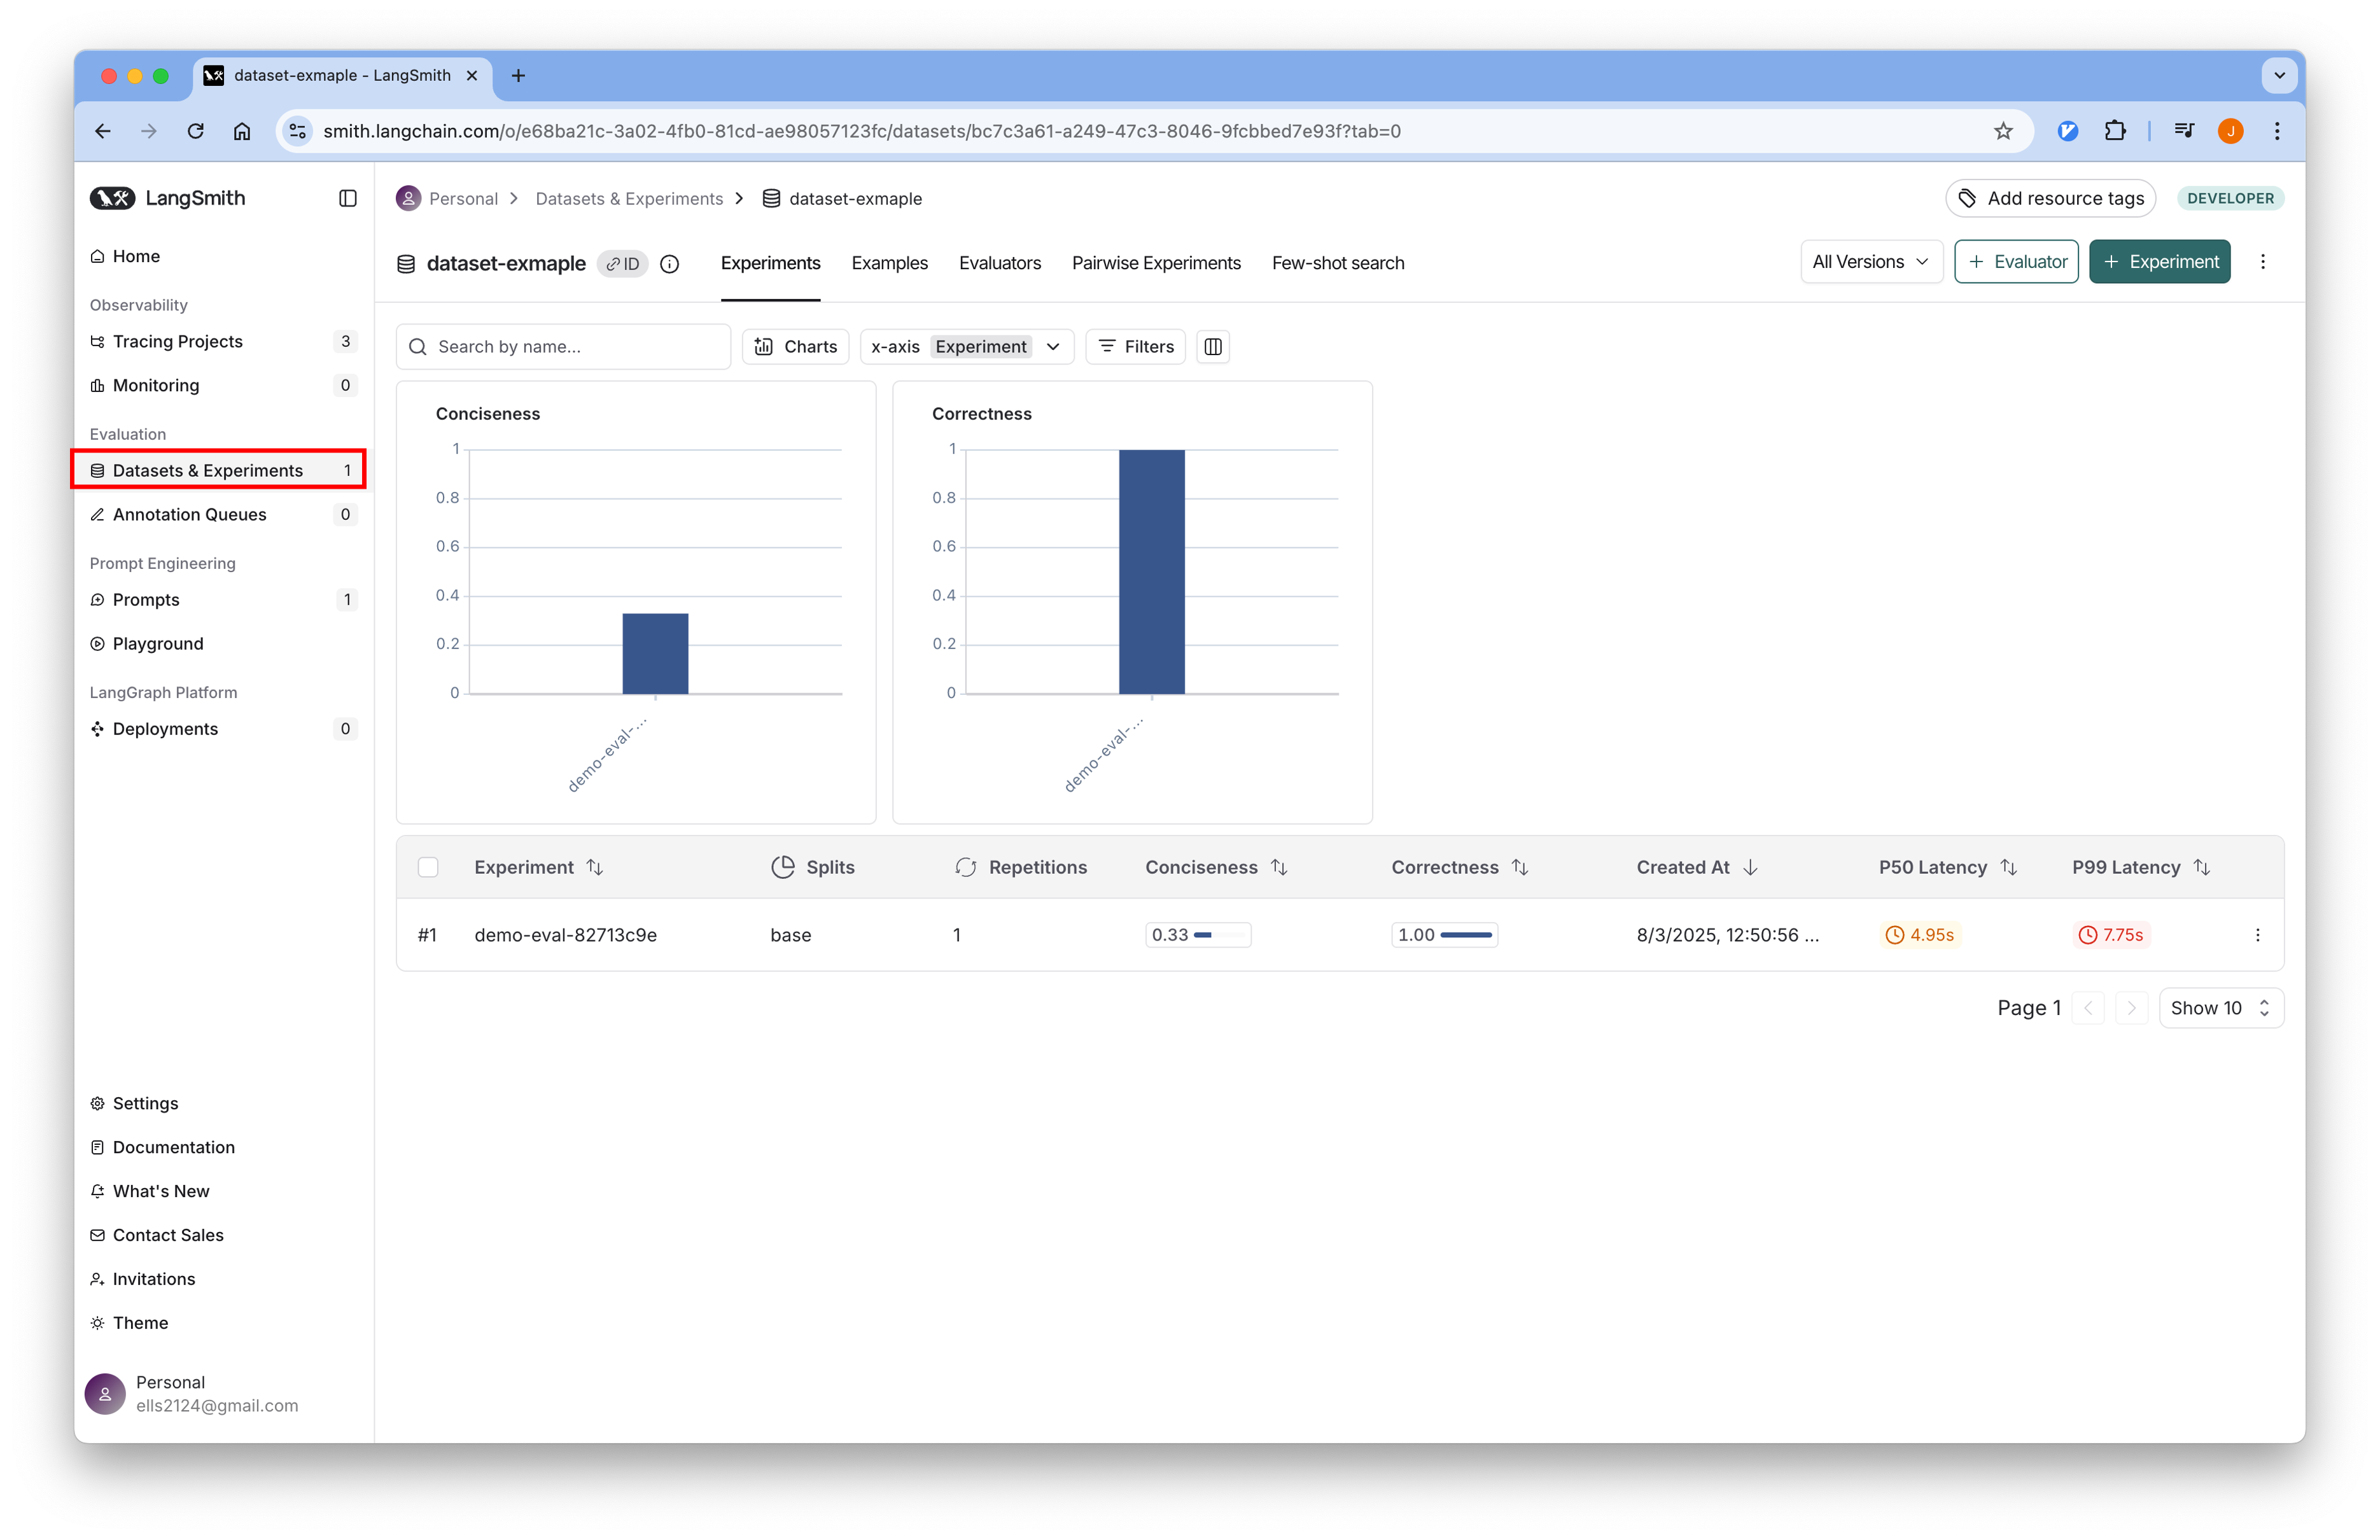 dataset-exmaple - LangSmith
smith.langchain.com/o/e68ba21c-3a02-4fb0-81cd-ae98057123fc/datasets/bc7c3a61-a249-47c3-8046-9fcbbed7e93f?tab=0
J
LangSmith
Home
Observability
Tracing Projects 3
Monitoring 0
Evaluation
Datasets & Experiments 1
Annotation Queues 0
Prompt Engineering
Prompts 1
Playground
LangGraph Platform
Deployments 0
Settings
Documentation
What's New
Contact Sales
Invitations
Theme
Personal
ells2124@gmail.com
Personal > Datasets & Experiments > dataset-exmaple
Add resource tags
DEVELOPER
dataset-exmaple ID
Experiments Examples Evaluators Pairwise Experiments Few-shot search
All Versions + Evaluator + Experiment
Search by name... Charts x-axis Experiment Filters
Conciseness
1
0.8
0.6
0.4
0.2
0
demo-eval-...
Correctness
1
0.8
0.6
0.4
0.2
0
demo-eval-...
Experiment Splits Repetitions Conciseness Correctness Created At P50 Latency P99 Latency
#1 demo-eval-82713c9e base 1 0.33 1.00 8/3/2025, 12:50:56 ... 4.95s 7.75s
Page 1 Show 10